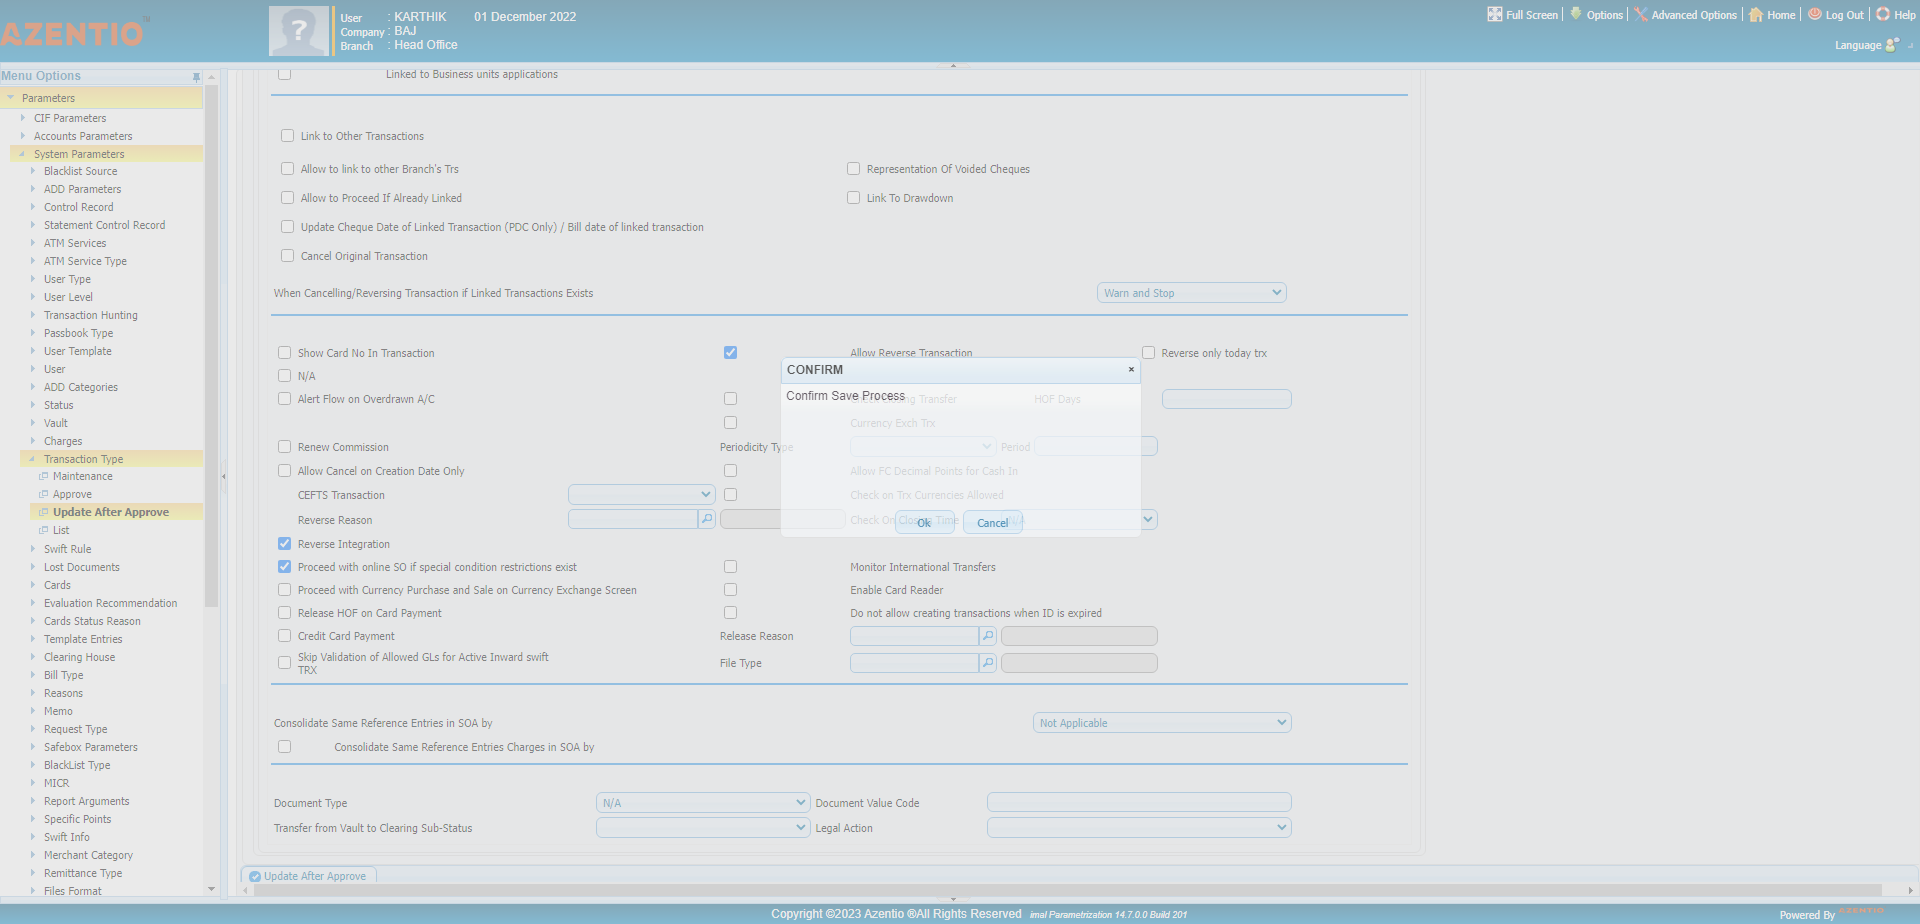 AZENTIO
TM
User : KARTHIK 01 December 2022
Company : BAJ
Branch : Head Office
Full Screen Options Advanced Options Home Log Out Help
Language
Menu Options
Parameters
CIF Parameters
Accounts Parameters
System Parameters
Blacklist Source
ADD Parameters
Control Record
Statement Control Record
ATM Services
ATM Service Type
User Type
User Level
Transaction Hunting
Passbook Type
User Template
User
ADD Categories
Status
Vault
Charges
Transaction Type
Maintenance
Approve
Update After Approve
List
Swift Rule
Lost Documents
Cards
Evaluation Recommendation
Cards Status Reason
Template Entries
Clearing House
Bill Type
Reasons
Memo
Request Type
Safebox Parameters
BlackList Type
MICR
Report Arguments
Specific Points
Swift Info
Merchant Category
Remittance Type
Files Format
Linked to Business units applications
Link to Other Transactions
Allow to link to other Branch's Trs Representation Of Voided Cheques
Allow to Proceed If Already Linked Link To Drawdown
Update Cheque Date of Linked Transaction (PDC Only) / Bill date of linked transaction
Cancel Original Transaction
When Cancelling/Reversing Transaction if Linked Transactions Exists Warn and Stop
Show Card No In Transaction Allow Reverse Transaction Reverse only today trx
N/A
Alert Flow on Overdrawn A/C Transfer HOF Days
Currency Exch Trx
Renew Commission Periodicity Type Period
Allow Cancel on Creation Date Only Allow FC Decimal Points for Cash In
CEFTS Transaction Check on Trx Currencies Allowed
Reverse Reason Check On Closing Time N/A
Reverse Integration
Proceed with online SO if special condition restrictions exist Monitor International Transfers
Proceed with Currency Purchase and Sale on Currency Exchange Screen Enable Card Reader
Release HOF on Card Payment Do not allow creating transactions when ID is expired
Credit Card Payment Release Reason
Skip Validation of Allowed GLs for Active Inward swift
TRX
File Type
Consolidate Same Reference Entries in SOA by Not Applicable
Consolidate Same Reference Entries Charges in SOA by
Document Type N/A Document Value Code
Transfer from Vault to Clearing Sub-Status Legal Action
CONFIRM ×
Confirm Save Process
Ok Cancel
Update After Approve
Copyright ©2023 Azentio ®All Rights Reserved imal Parametrization 14.7.0.0 Build 201
Powered By AZENTIO